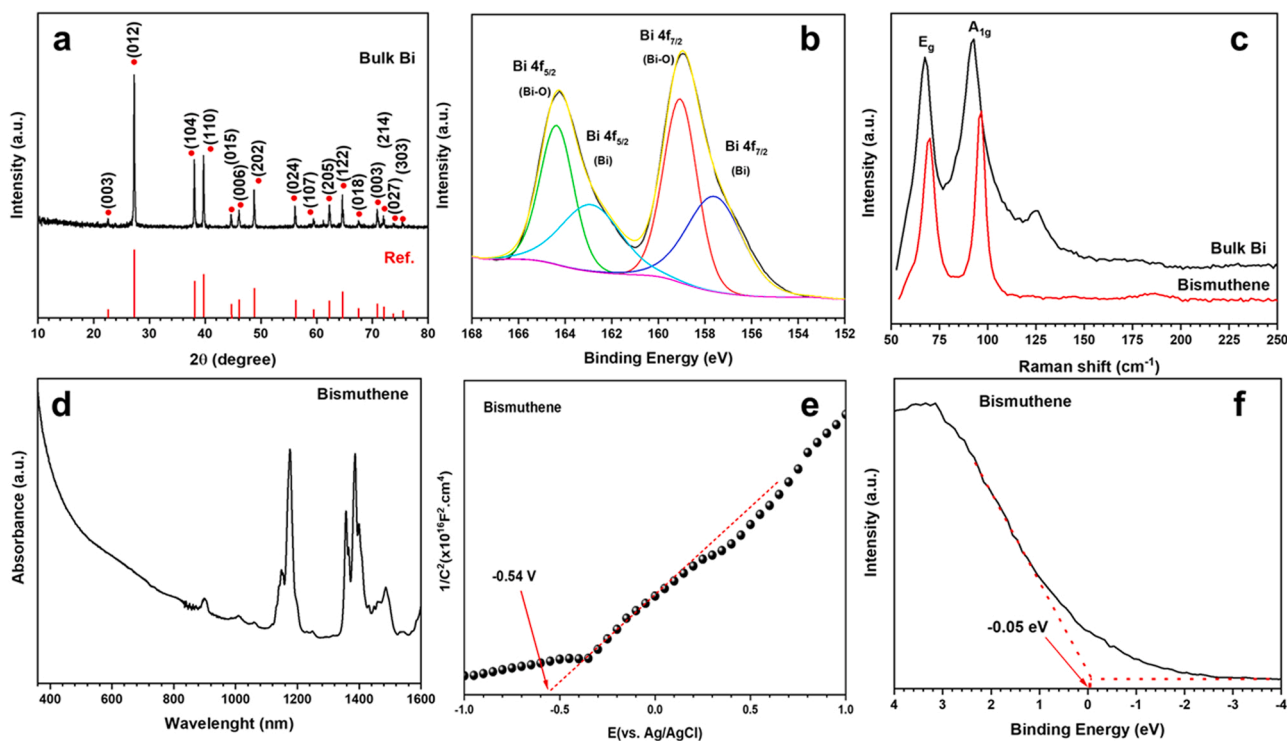 a
Bulk Bi
(003)
(012)
(104)
(110)
(015)
(006)
(202)
(024)
(107)
(205)
(122)
(018)
(003)
(214)
(027)
(303)
Ref.
Intensity (a.u.)
10 20 30 40 50 60 70 80
2θ (degree)
b
Bi 4f5/2
(Bi-O)
Bi 4f5/2
(Bi)
Bi 4f7/2
(Bi-O)
Bi 4f7/2
(Bi)
Intensity (a.u.)
168 166 164 162 160 158 156 154 152
Binding Energy (eV)
c
Eg
A1g
Bulk Bi
Bismuthene
Intensity (a.u.)
50 75 100 125 150 175 200 225 250
Raman shift (cm-1)
d
Bismuthene
Absorbance (a.u.)
400 600 800 1000 1200 1400 1600
Wavelenght (nm)
e
Bismuthene
-0.54 V
1/C2(x1016F2.cm4)
-1.0 -0.5 0.0 0.5 1.0
E(vs. Ag/AgCl)
f
Bismuthene
-0.05 eV
Intensity (a.u.)
4 3 2 1 0 -1 -2 -3 -4
Binding Energy (eV)